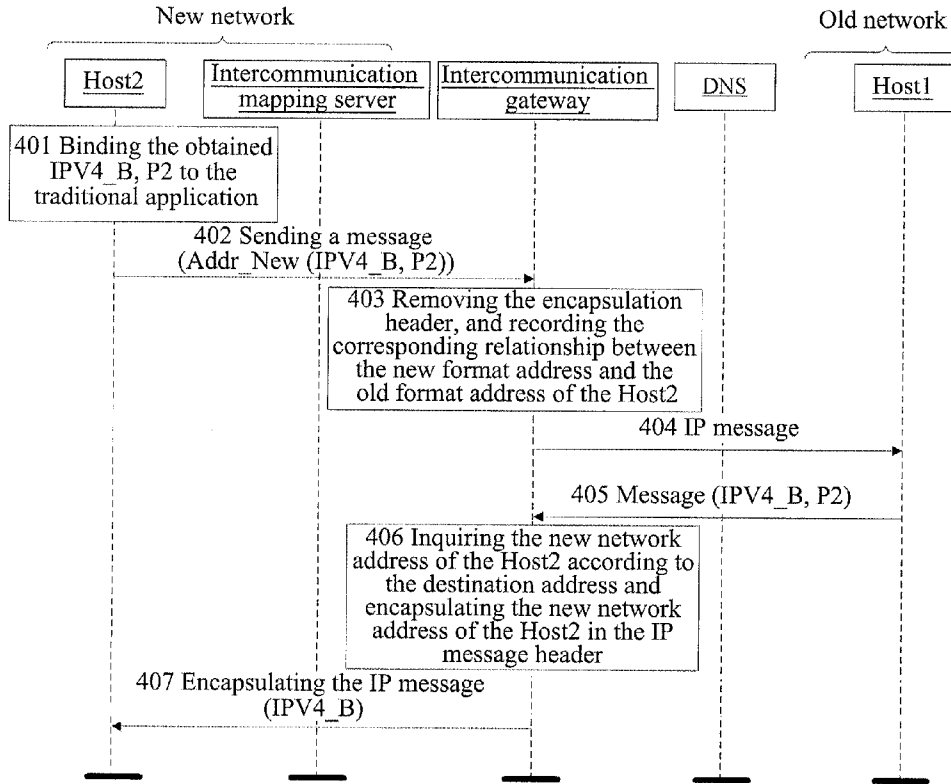 New network
Old network
Host2
Intercommunication
mapping server
Intercommunication
gateway
DNS
Host1
401 Binding the obtained
IPV4_B, P2 to the
traditional application
402 Sending a message
(Addr_New (IPV4_B, P2))
403 Removing the encapsulation
header, and recording the
corresponding relationship between
the new format address and the
old format address of the Host2
404 IP message
405 Message (IPV4_B, P2)
406 Inquiring the new network
address of the Host2 according to
the destination address and
encapsulating the new network
address of the Host2 in the IP
message header
407 Encapsulating the IP message
(IPV4_B)